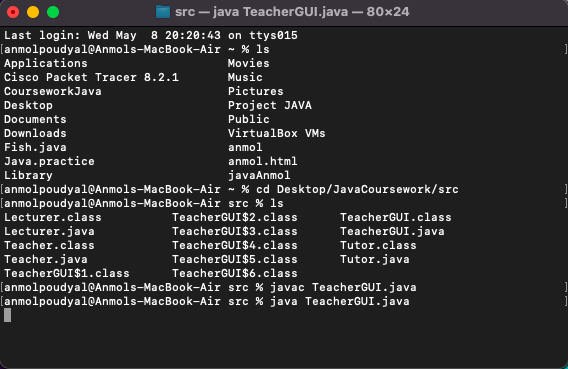 src — java TeacherGUI.java — 80×24
Last login: Wed May  8 20:20:43 on ttys015
[anmolpoudyal@Anmols-MacBook-Air ~ % ls ]
Applications Movies
Cisco Packet Tracer 8.2.1 Music
CourseworkJava Pictures
Desktop Project JAVA
Documents Public
Downloads VirtualBox VMs
Fish.java anmol
Java.practice anmol.html
Library javaAnmol
[anmolpoudyal@Anmols-MacBook-Air ~ % cd Desktop/JavaCoursework/src ]
[anmolpoudyal@Anmols-MacBook-Air src % ls ]
Lecturer.class TeacherGUI$2.class TeacherGUI.class
Lecturer.java TeacherGUI$3.class TeacherGUI.java
Teacher.class TeacherGUI$4.class Tutor.class
Teacher.java TeacherGUI$5.class Tutor.java
TeacherGUI$1.class TeacherGUI$6.class
[anmolpoudyal@Anmols-MacBook-Air src % javac TeacherGUI.java ]
[anmolpoudyal@Anmols-MacBook-Air src % java TeacherGUI.java ]